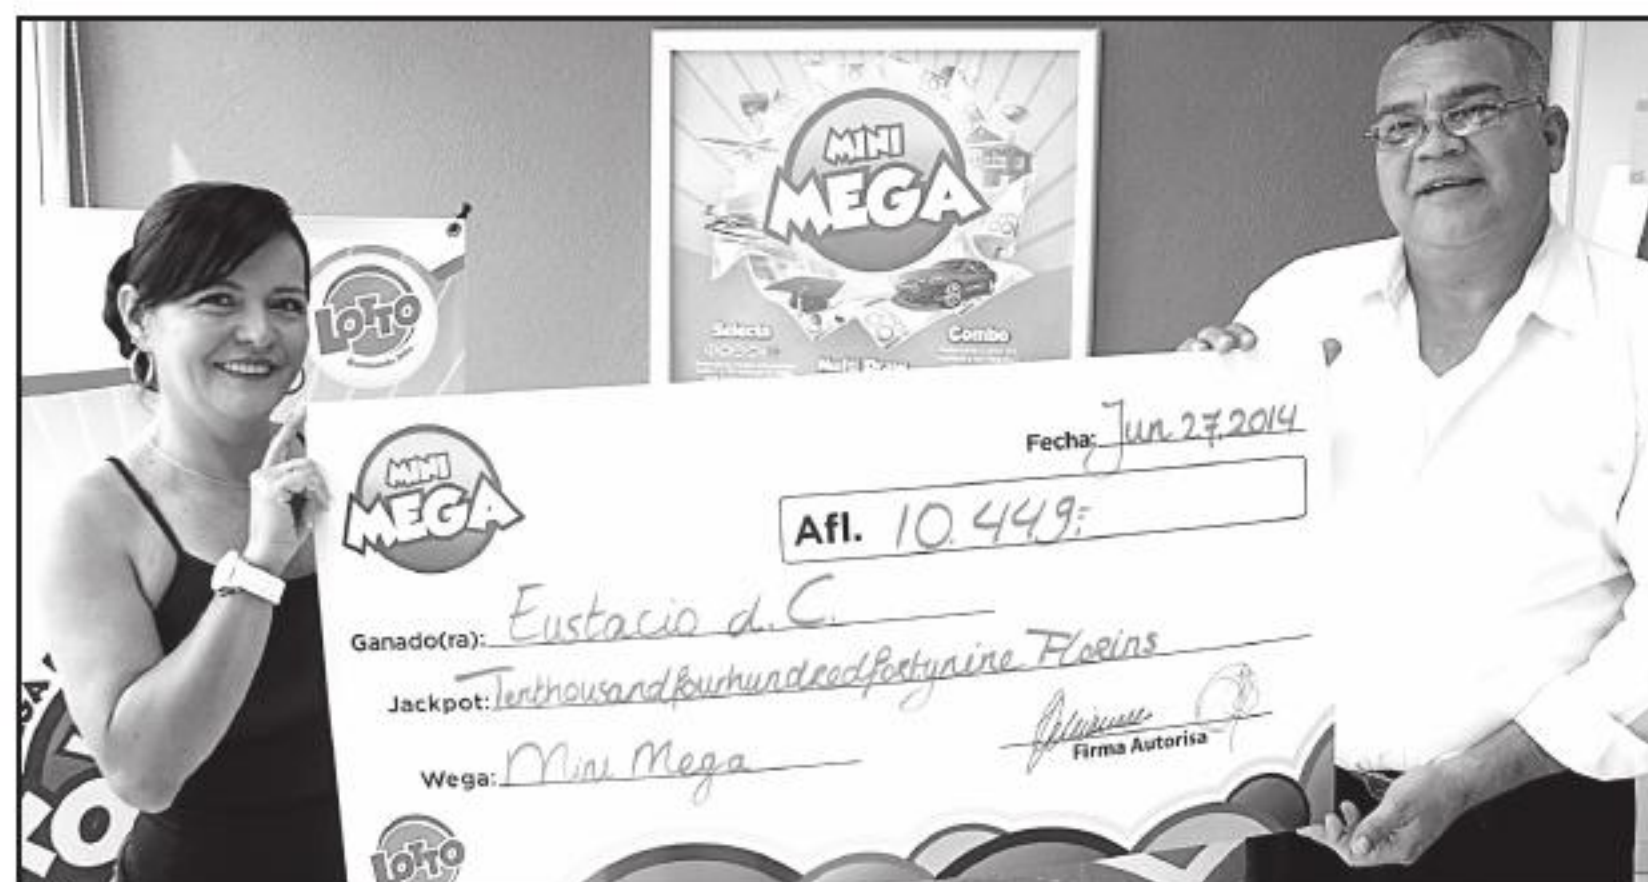 MINI
MEGA
Selecta
Combo
LOTTO
MINI
MEGA
Fecha: Jun 27, 2014
Afl. 10.449,=
Ganado(ra): Eustacio d. C.
Jackpot: Tenthousandfourhundredfortynine Florins
Wega: Mini Mega
Firma Autorisa
LOTTO